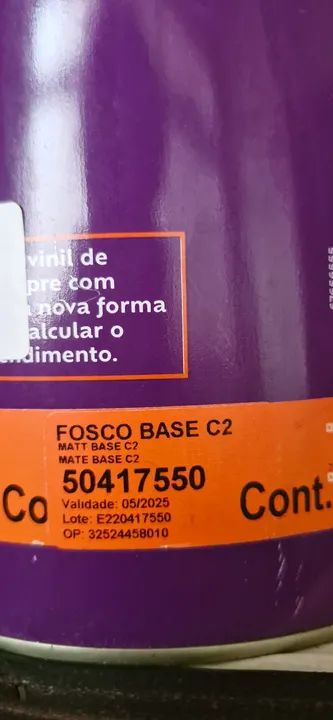 vinil de
pre com
nova forma
alcular o
ndimento.
FOSCO BASE C2
MATT BASE C2
MATE BASE C2
50417550
Validade: 05/2025
Lote: E220417550
OP: 32524458010
Co
Cont.